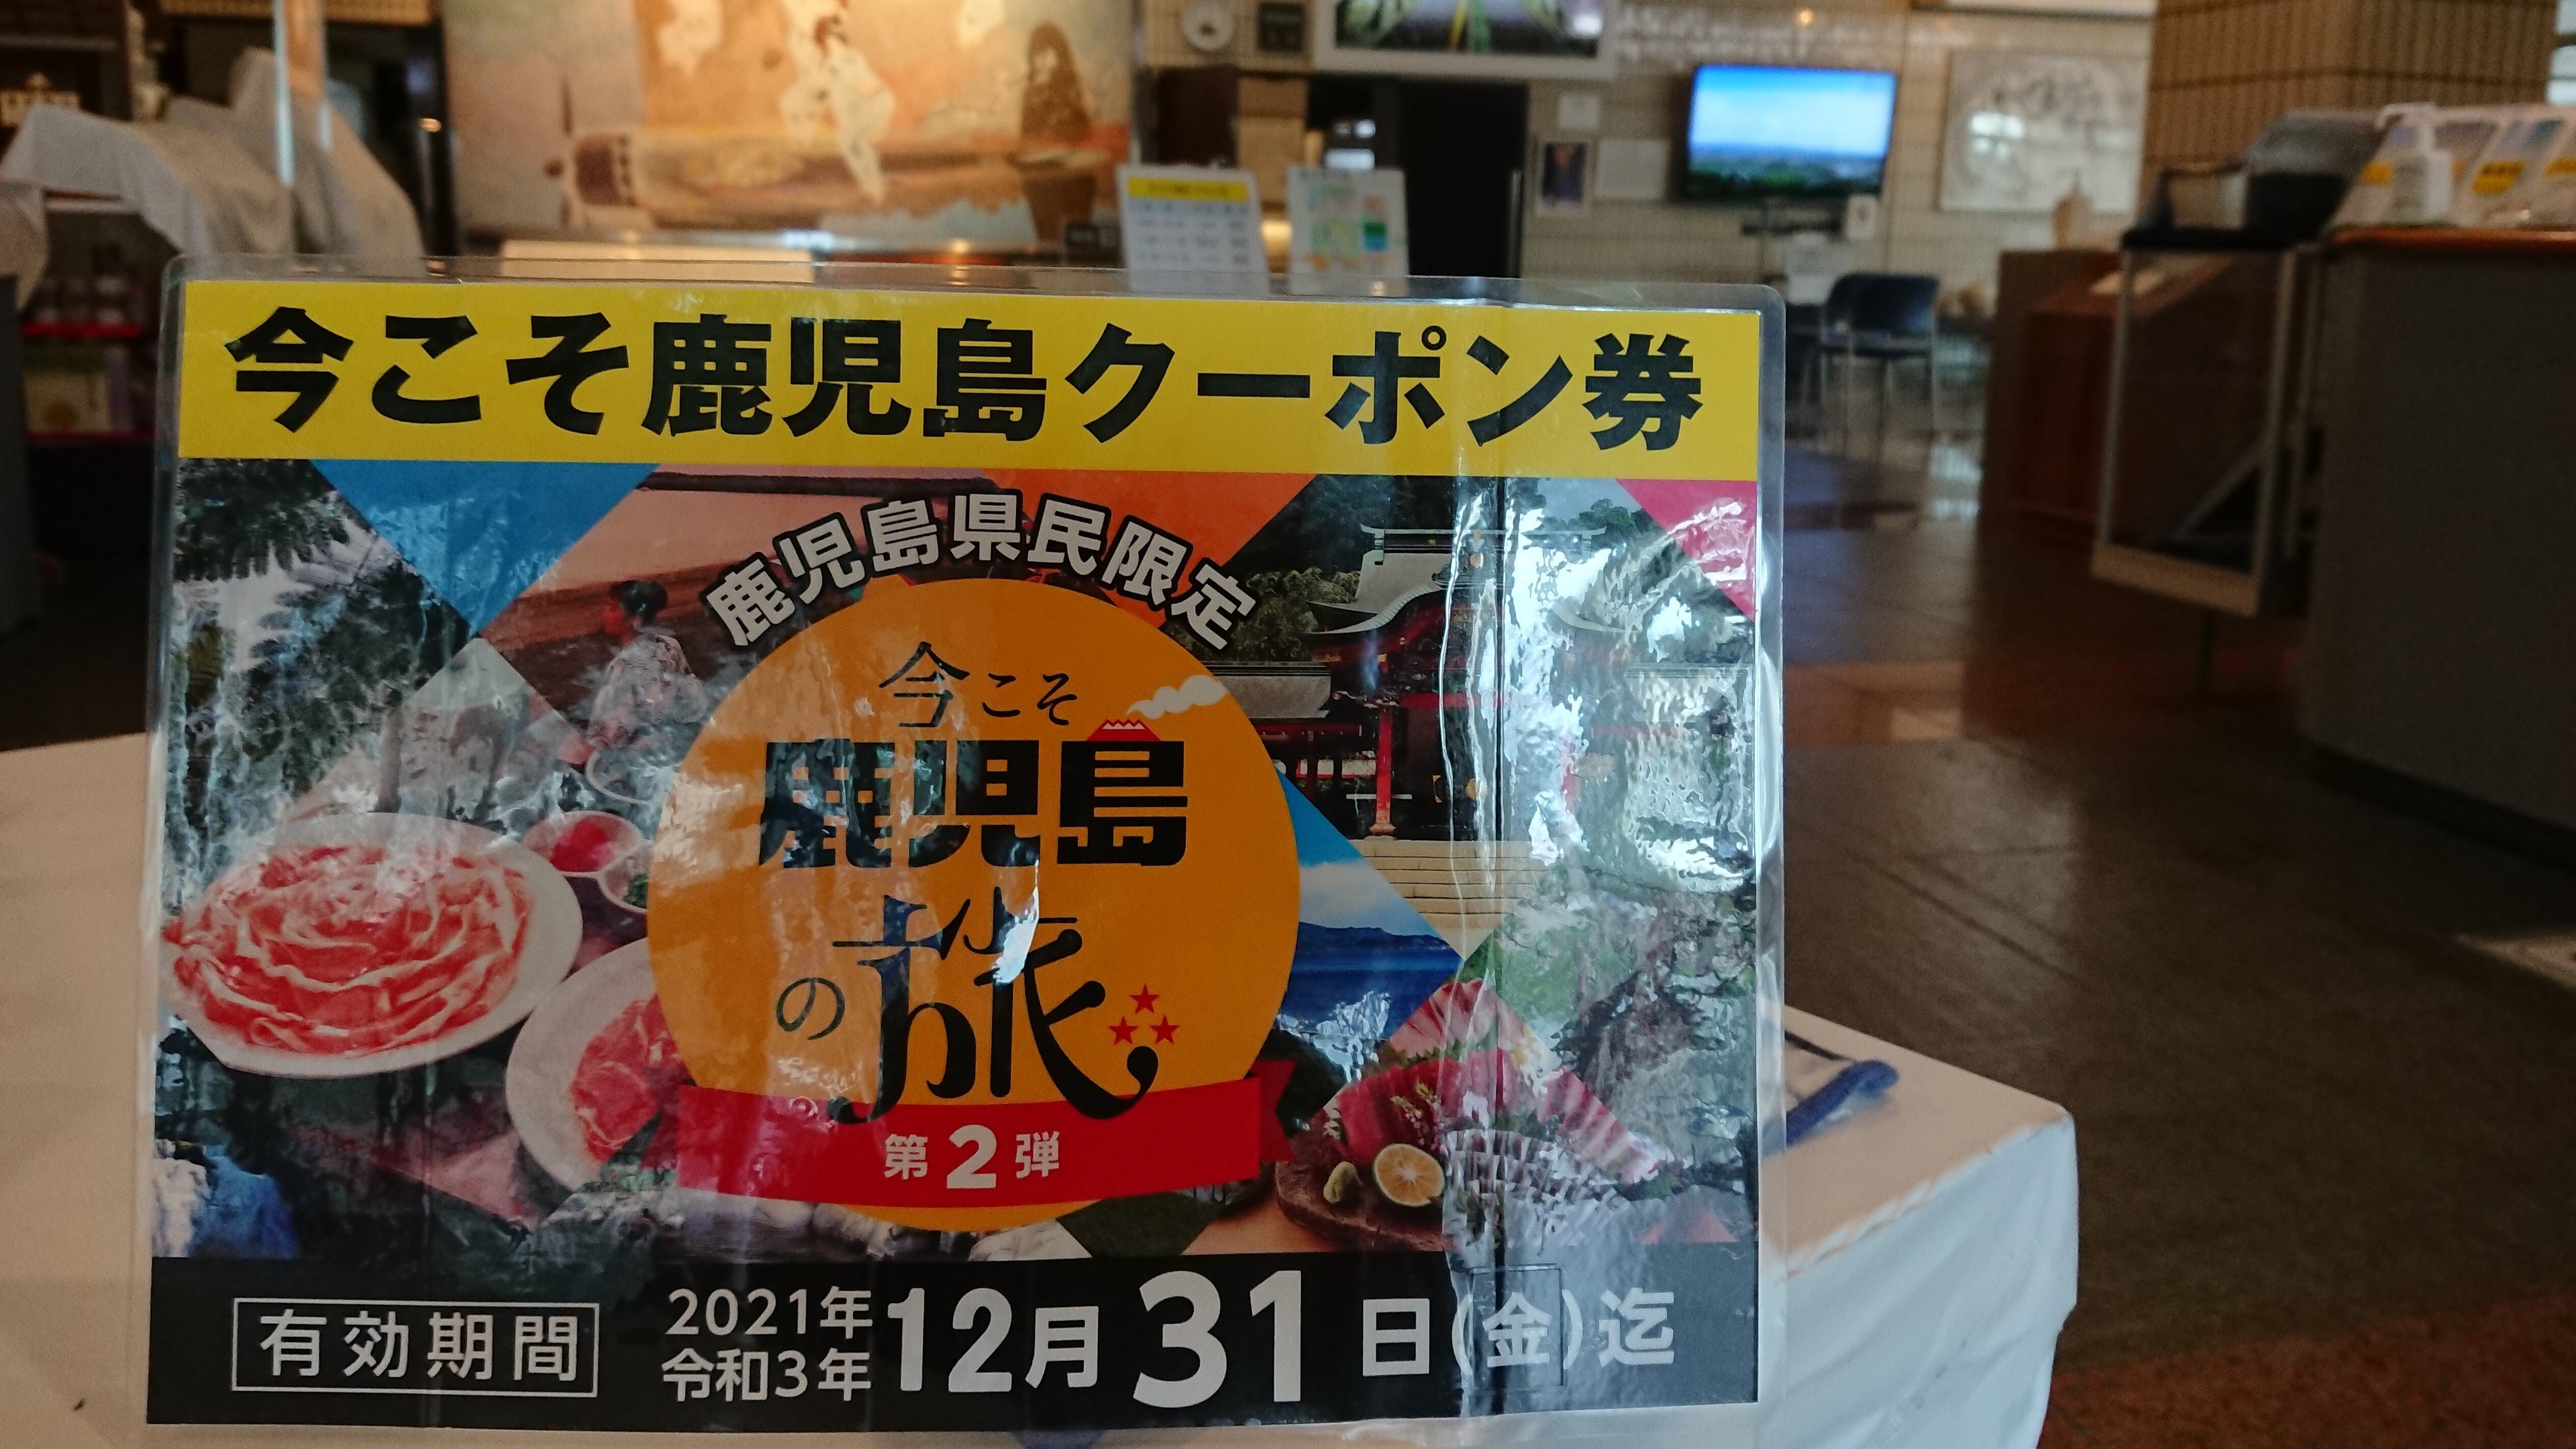 今こそ鹿児島クーポン券
鹿児島県民限定
今こそ
鹿児島
の旅
第2弾
有効期間
2021年
令和3年
12月31日(金)迄